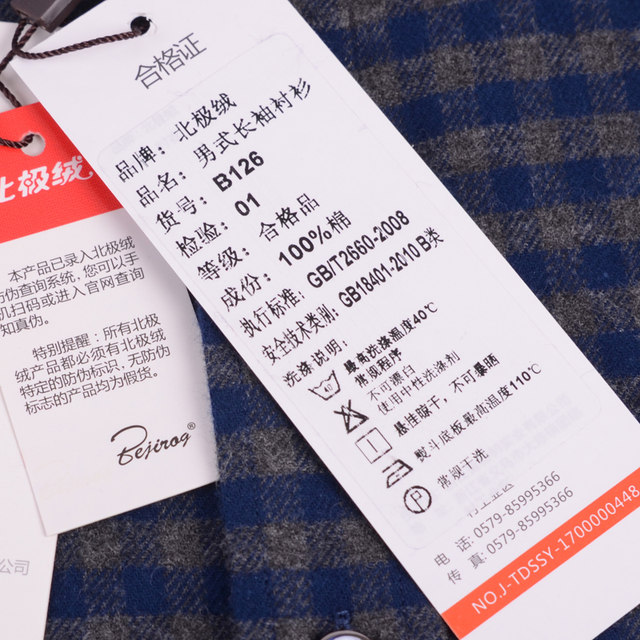 合格证
品牌：北极绒
品名：男式长袖衬衫
货号：B126
检验：01
等级：合格品
成份：100%棉
执行标准：GB/T2660-2008
安全技术类别：GB18401-2010 B类
洗涤说明：
最高洗涤温度40℃
常规程序
不可漂白
使用中性洗涤剂
悬挂晾干，不可暴晒
熨斗底板最高温度110℃
常规干洗
电 话：0579-85995366
传 真：0579-85995366
NO.J-TDSSY-1700000448
北极绒
本产品已录入北极绒
防伪查询系统，您可以手
机扫码或进入官网查询
知真伪。
特别提醒：所有北极
绒产品都必须有北极绒
特定的防伪标识，无防伪
标志的产品均为假货。
Bejirog®
公司